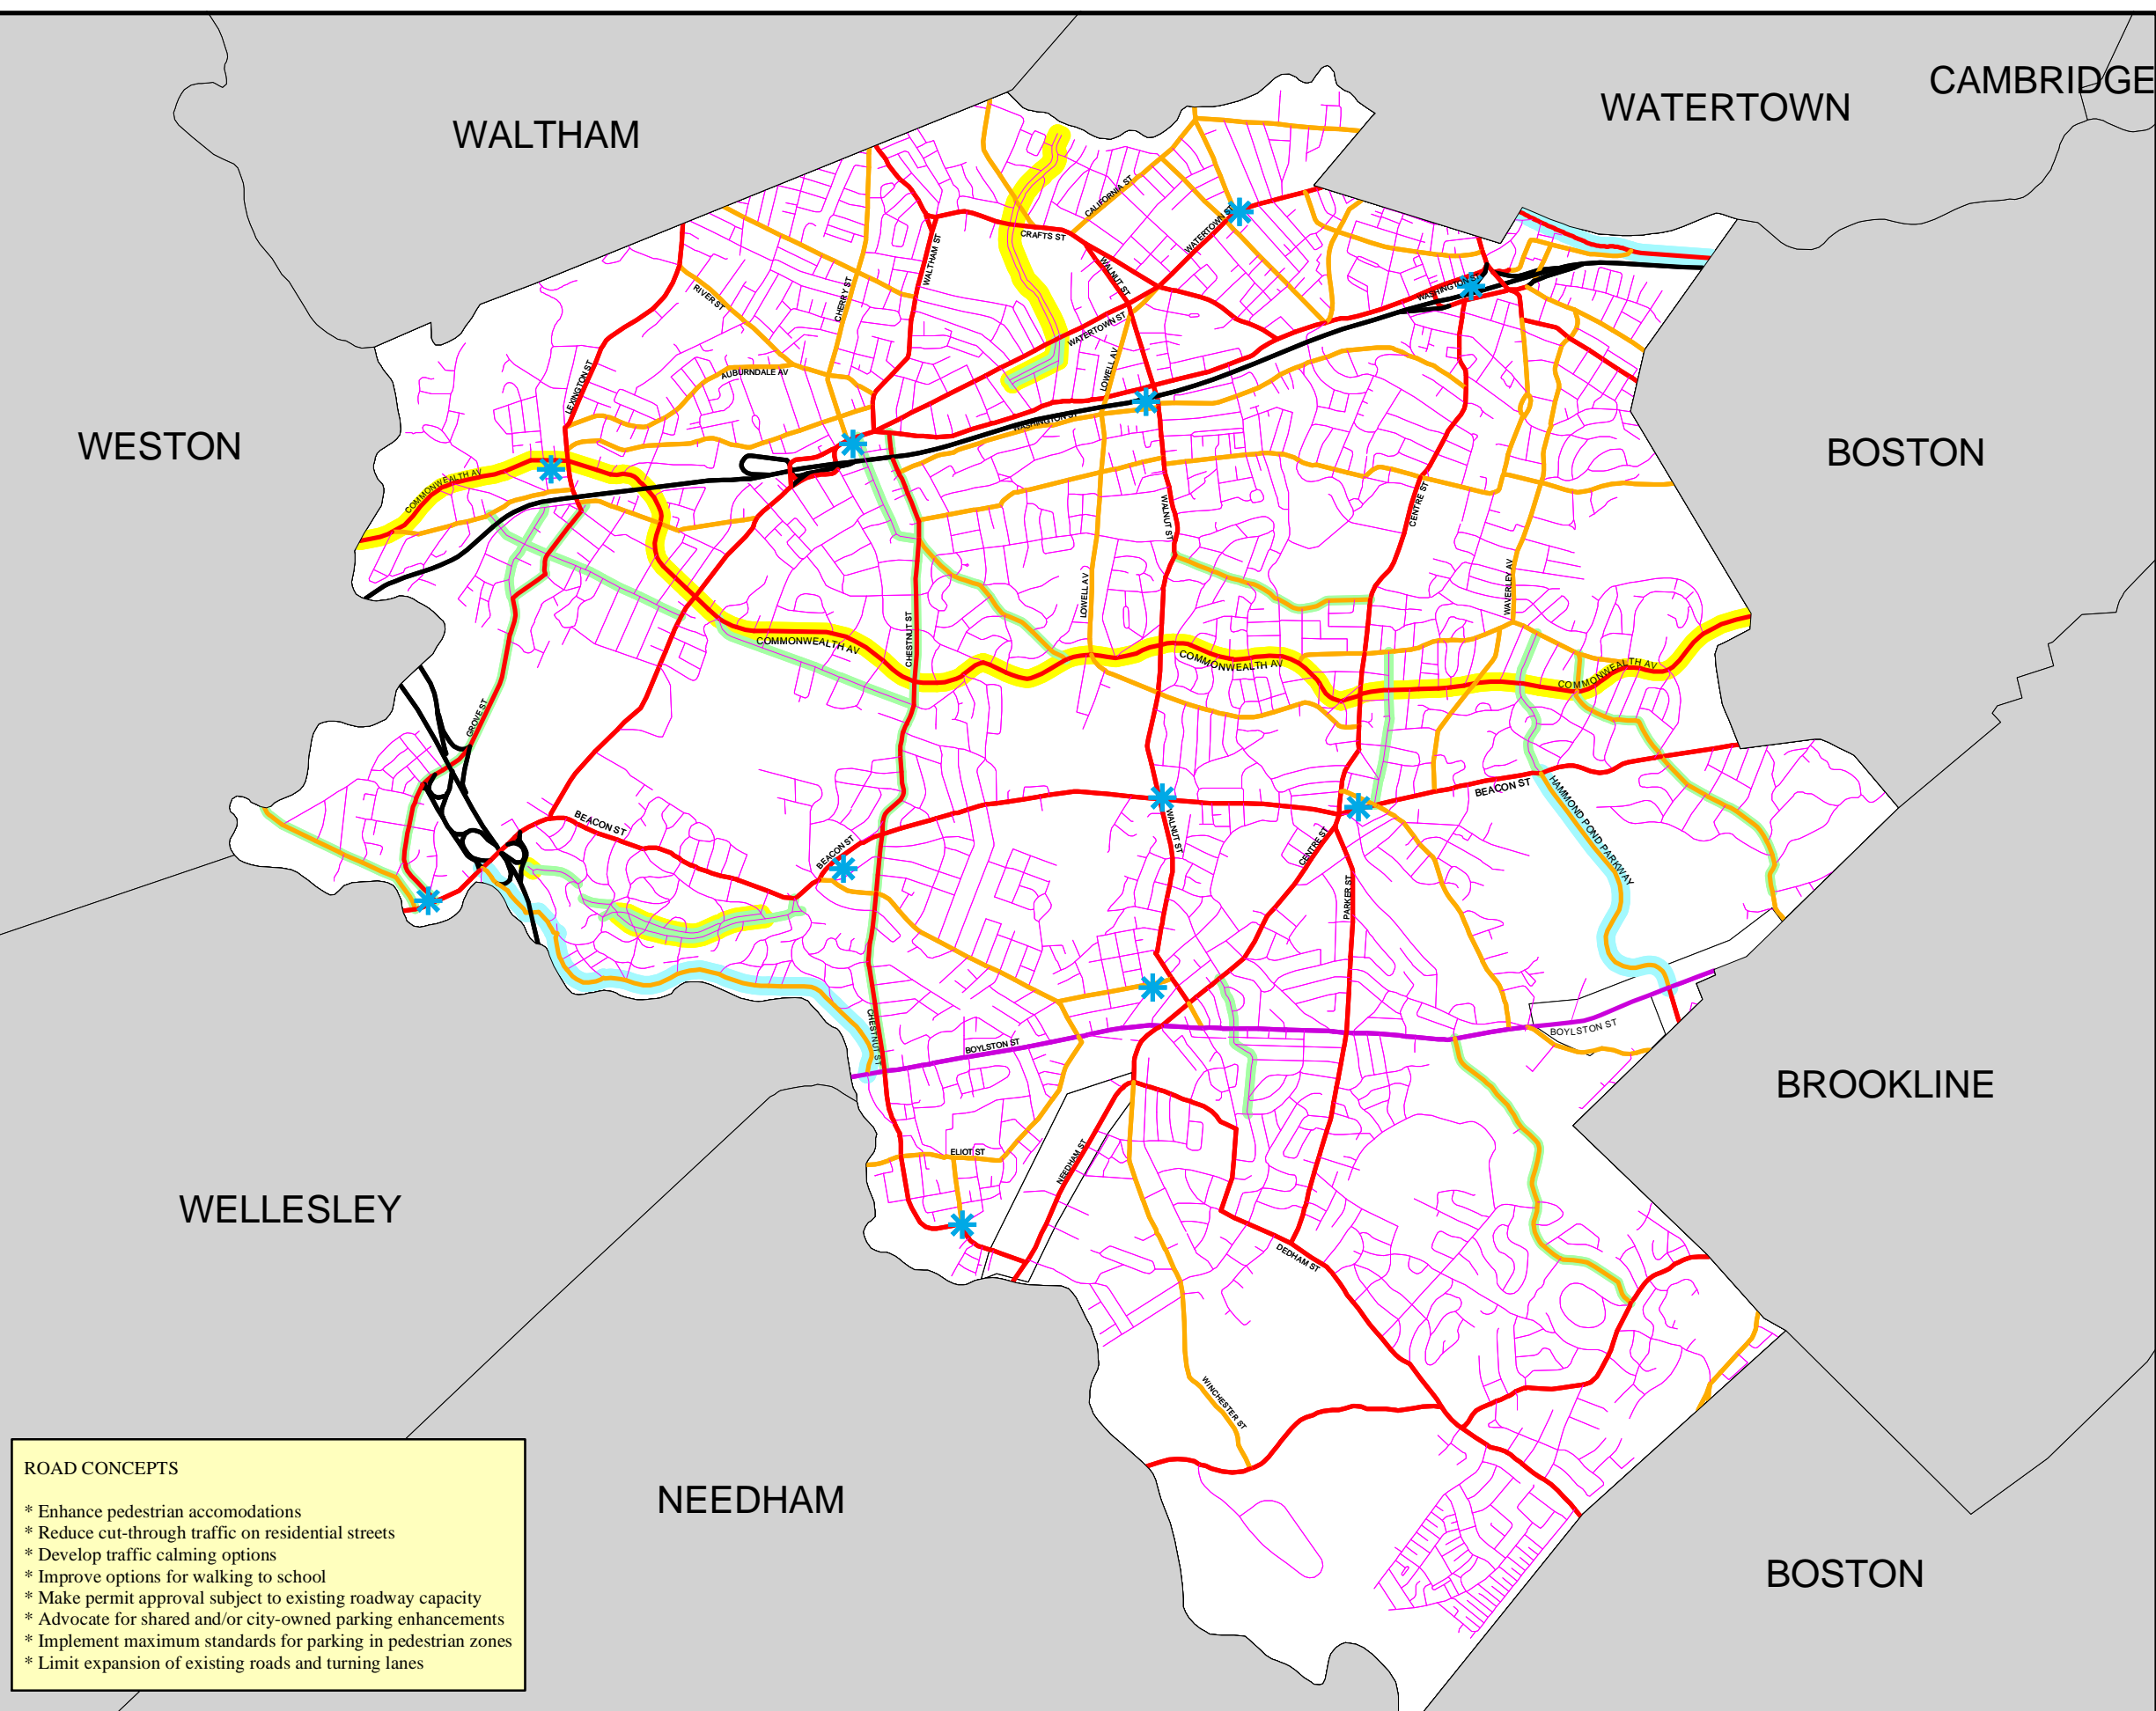 CAMBRIDGE
WATERTOWN
WALTHAM
CALIFORNIA ST
WATERTOWN ST
CRAFTS ST
WALTHAM ST
WALNUT ST
CHERRY ST
RIVER ST
WASHINGTON ST
WATERTOWN ST
LOWELL AV
AUBURNDALE AV
LEXINGTON ST
WASHINGTON ST
WESTON
BOSTON
COMMONWEALTH AV
WALNUT ST
CENTRE ST
WAVERLEY AV
LOWELL AV
CHESTNUT ST
COMMONWEALTH AV
COMMONWEALTH AV
COMMONWEALTH AV
GROVE ST
BEACON ST
HAMMOND POND PARKWAY
BEACON ST
BEACON ST
WALNUT ST
CENTRE ST
PARKER ST
CHESTNUT ST
BOYLSTON ST
BOYLSTON ST
BROOKLINE
ELIOT ST
NEEDHAM ST
WELLESLEY
DEDHAM ST
WINCHESTER ST
NEEDHAM
BOSTON
ROAD CONCEPTS
* Enhance pedestrian accomodations
* Reduce cut-through traffic on residential streets
* Develop traffic calming options
* Improve options for walking to school
* Make permit approval subject to existing roadway capacity
* Advocate for shared and/or city-owned parking enhancements
* Implement maximum standards for parking in pedestrian zones
* Limit expansion of existing roads and turning lanes